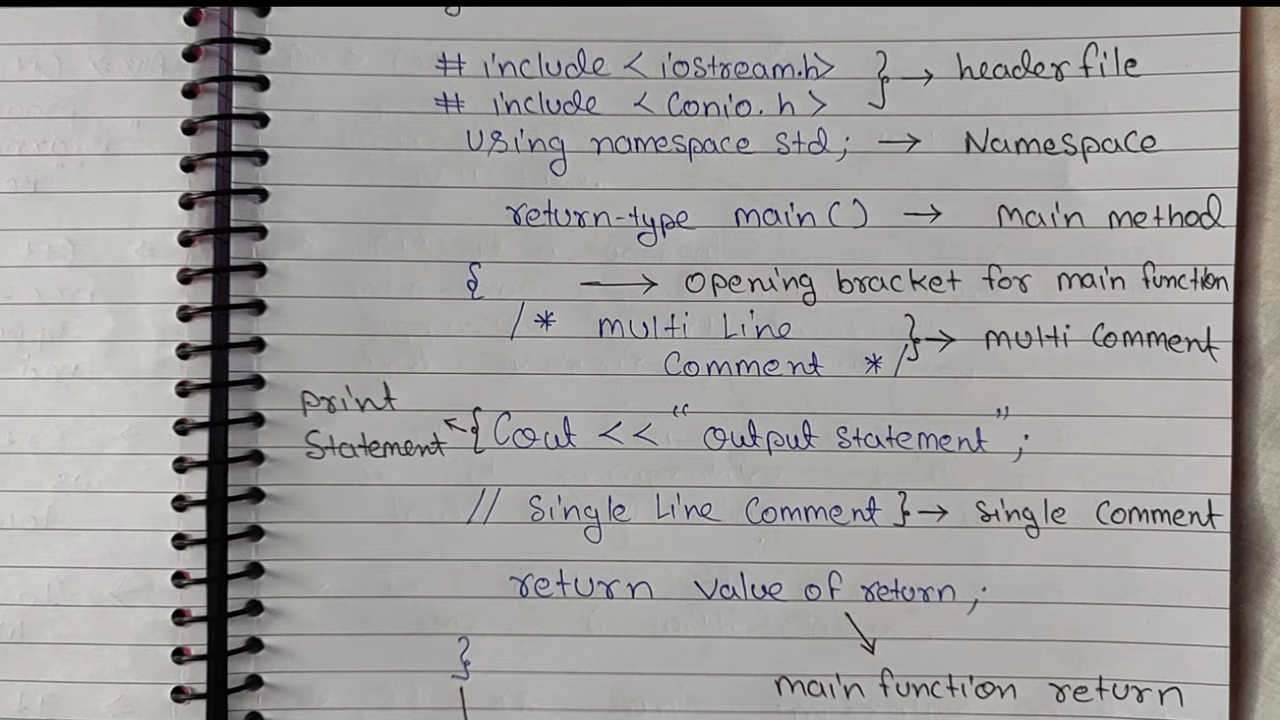 # include < iostream.h> } → header file
# include < Conio. h >
Using namespace std; → Namespace
return-type main() → main method
{ → opening bracket for main function
/* multi Line
Comment */ } → multi Comment
print
Statement ↖ { Cout << “ output statement ” ;
// Single Line Comment } → single Comment
return value of return ;
}
main function return